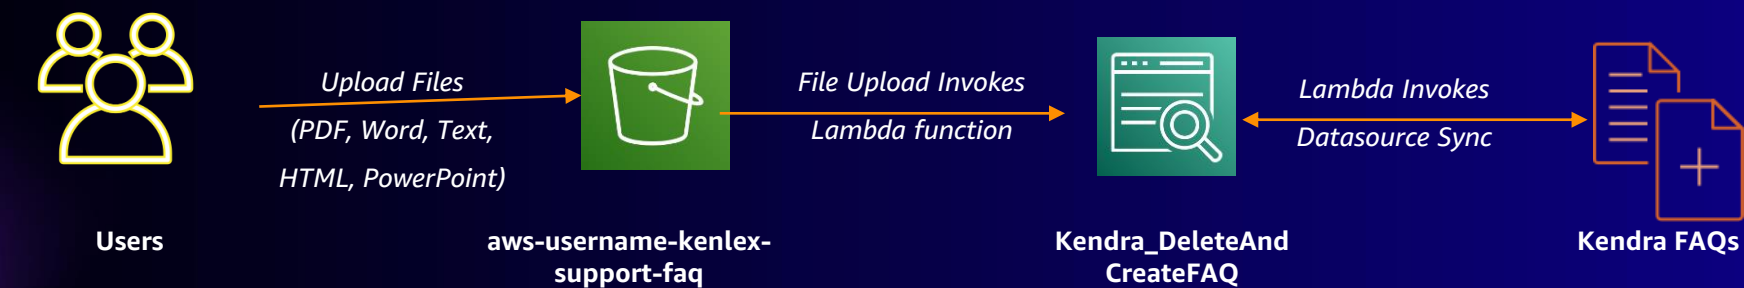 Upload Files
(PDF, Word, Text,
HTML, PowerPoint)
File Upload Invokes
Lambda function
Lambda Invokes
Datasource Sync
Users
aws-username-kenlex-
support-faq
Kendra_DeleteAnd
CreateFAQ
Kendra FAQs